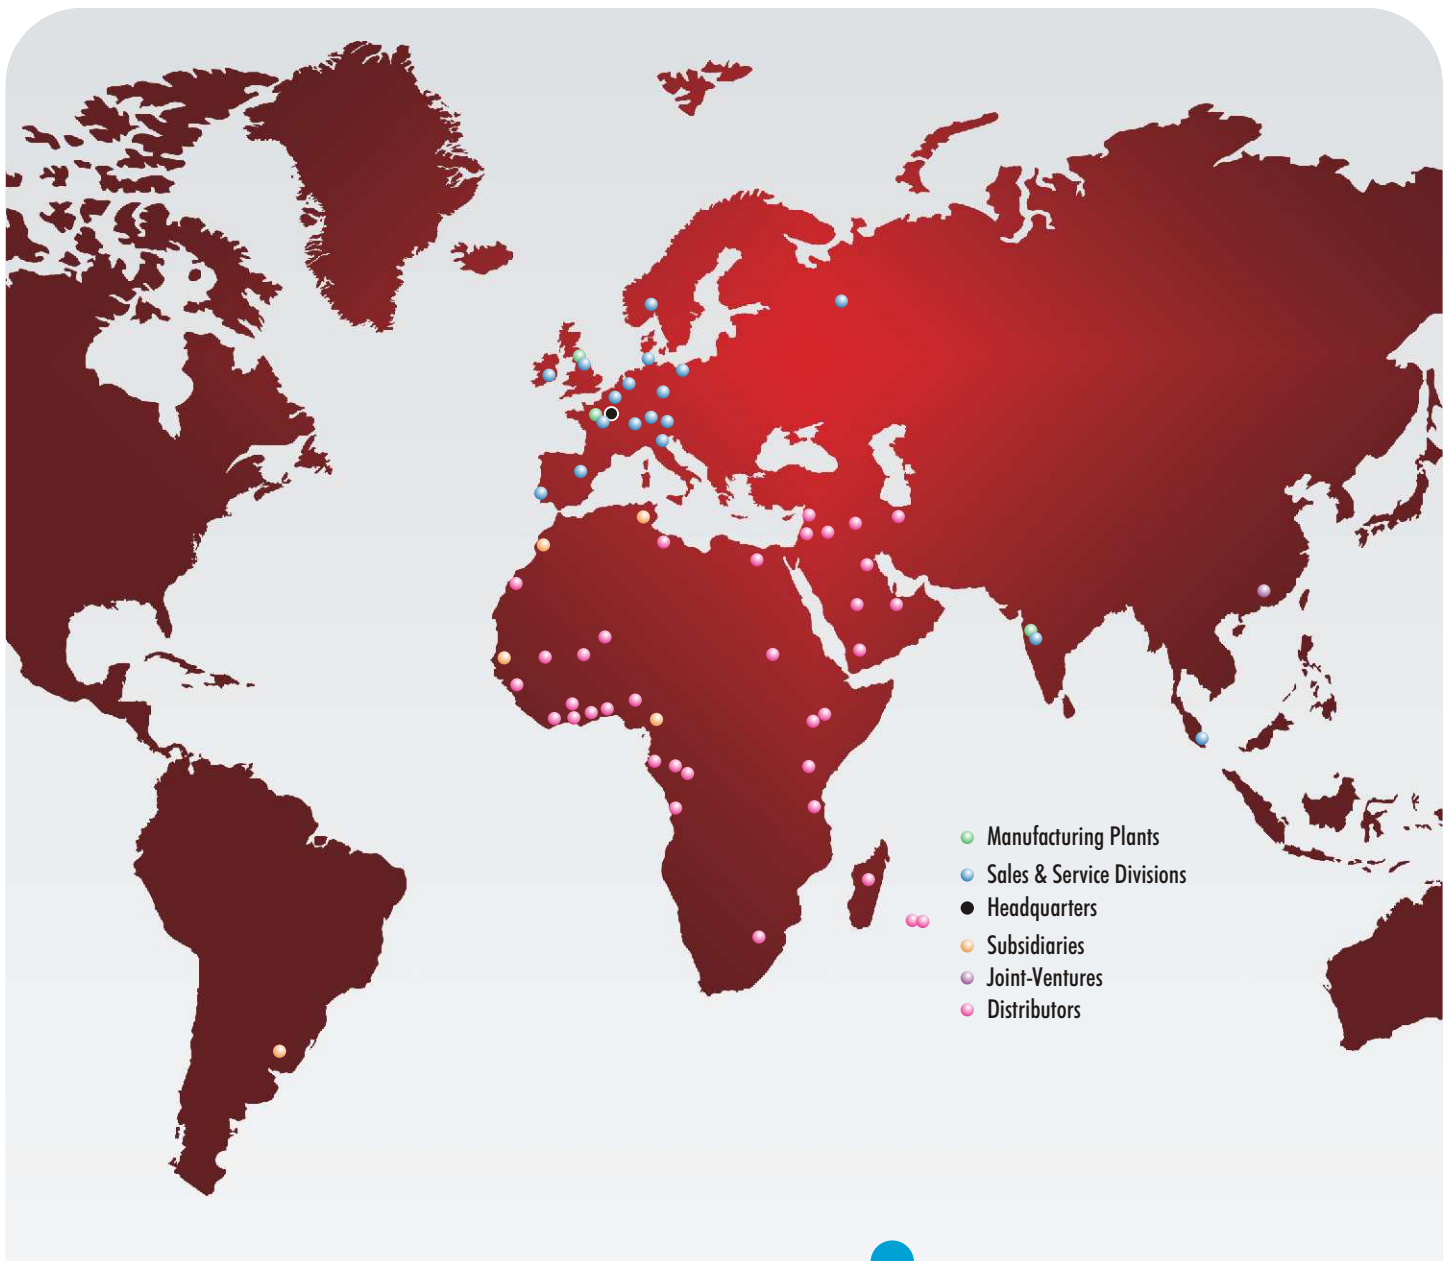 Manufacturing Plants
Sales & Service Divisions
Headquarters
Subsidiaries
Joint-Ventures
Distributors